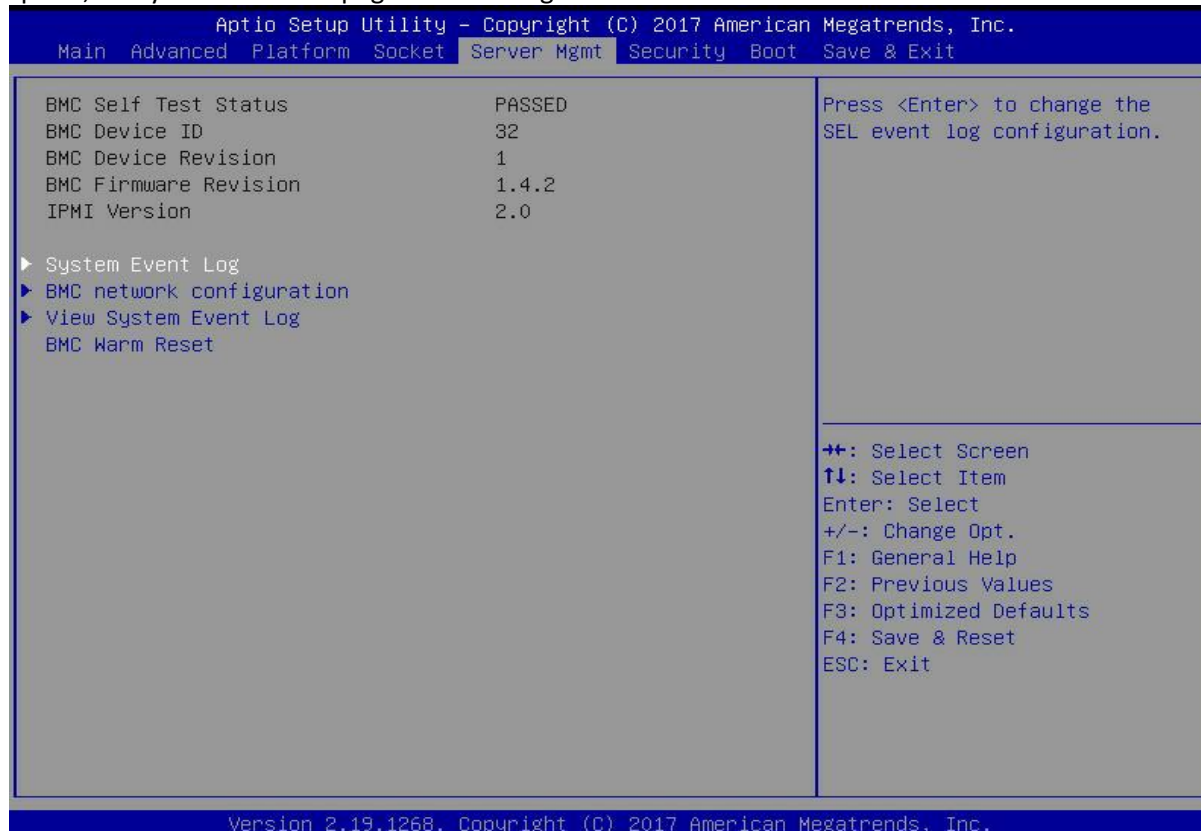 Aptio Setup Utility – Copyright (C) 2017 American Megatrends, Inc.
Main Advanced Platform Socket Server Mgmt Security Boot Save & Exit
BMC Self Test Status PASSED
BMC Device ID 32
BMC Device Revision 1
BMC Firmware Revision 1.4.2
IPMI Version 2.0
▶ System Event Log
▶ BMC network configuration
▶ View System Event Log
BMC Warm Reset
Press <Enter> to change the
SEL event log configuration.
→←: Select Screen
↑↓: Select Item
Enter: Select
+/-: Change Opt.
F1: General Help
F2: Previous Values
F3: Optimized Defaults
F4: Save & Reset
ESC: Exit
Version 2.19.1268. Copyright (C) 2017 American Megatrends, Inc.